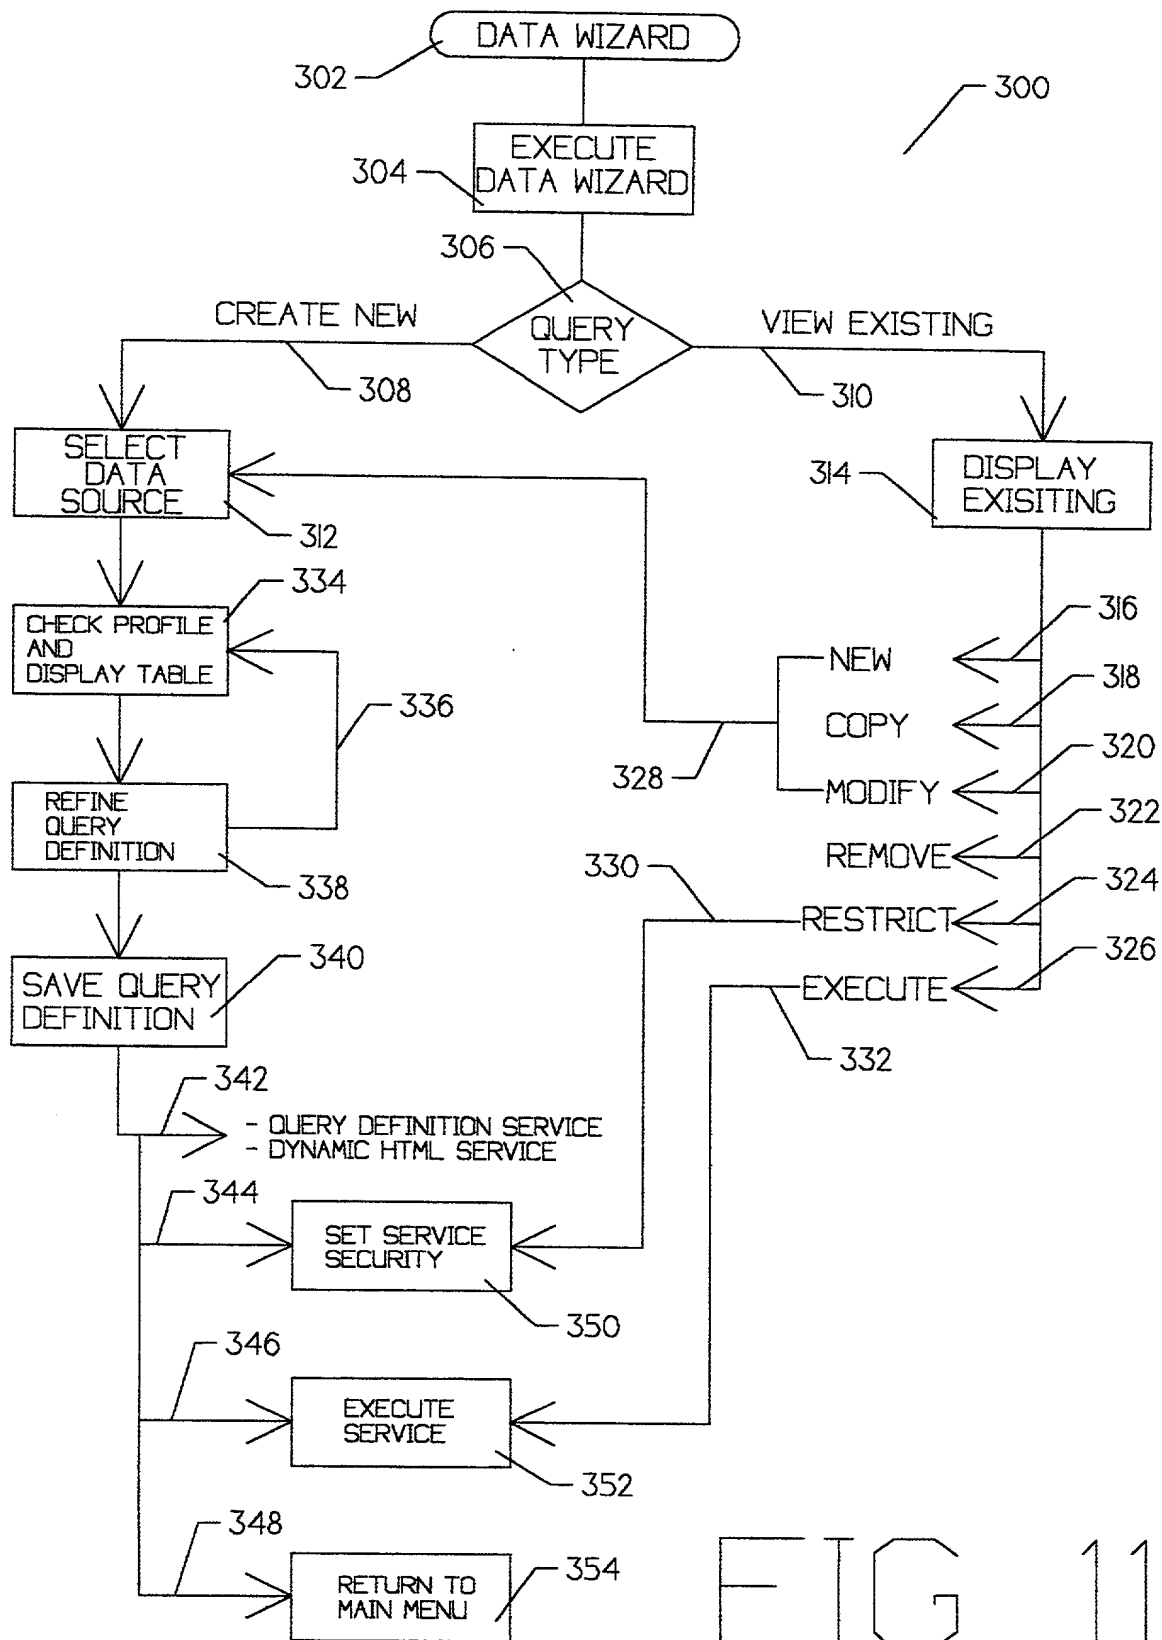 DATA WIZARD
302
300
EXECUTE
DATA WIZARD
304
306
QUERY
TYPE
CREATE NEW
308
VIEW EXISTING
310
SELECT
DATA
SOURCE
312
DISPLAY
EXISITING
314
334
CHECK PROFILE
AND
DISPLAY TABLE
336
REFINE
QUERY
DEFINITION
338
SAVE QUERY
DEFINITION
340
316
NEW
318
COPY
320
MODIFY
328
322
REMOVE
324
RESTRICT
330
326
EXECUTE
332
342
- QUERY DEFINITION SERVICE
- DYNAMIC HTML SERVICE
344
SET SERVICE
SECURITY
350
346
EXECUTE
SERVICE
352
348
RETURN TO
MAIN MENU
354
FIG 11